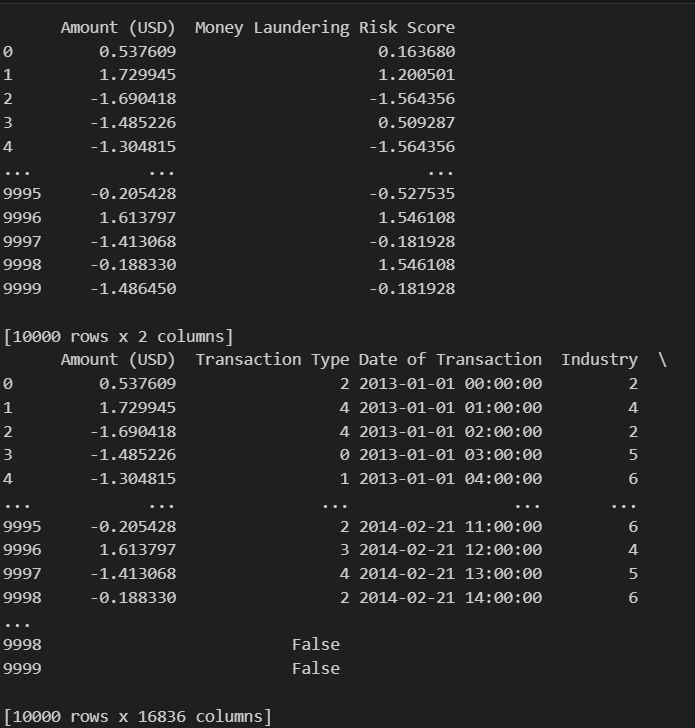 Amount (USD)  Money Laundering Risk Score
0         0.537609                    0.163680
1         1.729945                    1.200501
2        -1.690418                   -1.564356
3        -1.485226                    0.509287
4        -1.304815                   -1.564356
...            ...                         ...
9995     -0.205428                   -0.527535
9996      1.613797                    1.546108
9997     -1.413068                   -0.181928
9998     -0.188330                    1.546108
9999     -1.486450                   -0.181928
[10000 rows x 2 columns]
Amount (USD)  Transaction Type Date of Transaction  Industry  \
0         0.537609                 2 2013-01-01 00:00:00         2
1         1.729945                 4 2013-01-01 01:00:00         4
2        -1.690418                 4 2013-01-01 02:00:00         2
3        -1.485226                 0 2013-01-01 03:00:00         5
4        -1.304815                 1 2013-01-01 04:00:00         6
...            ...               ...                 ...       ...
9995     -0.205428                 2 2014-02-21 11:00:00         6
9996      1.613797                 3 2014-02-21 12:00:00         4
9997     -1.413068                 4 2014-02-21 13:00:00         5
9998     -0.188330                 2 2014-02-21 14:00:00         6
...
9998                         False
9999                         False
[10000 rows x 16836 columns]